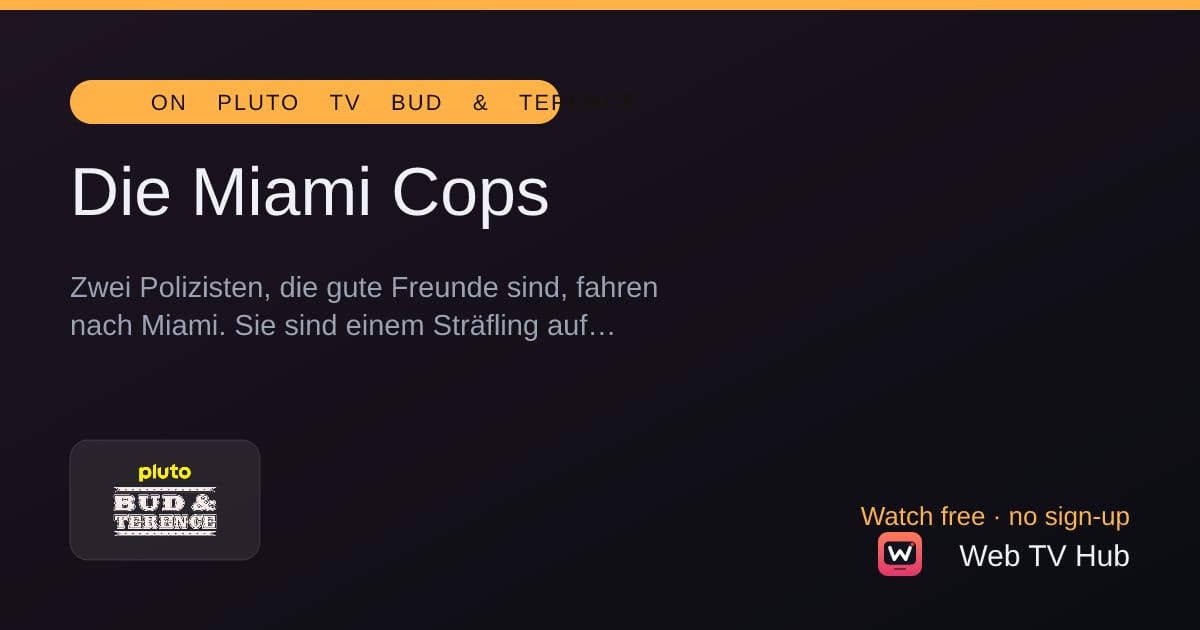 ON PLUTO TV BUD & TERENCE
Die Miami Cops
Zwei Polizisten, die gute Freunde sind, fahren
nach Miami. Sie sind einem Sträfling auf…
pluto
BUD &
TERENCE
Watch free · no sign-up
W
Web TV Hub